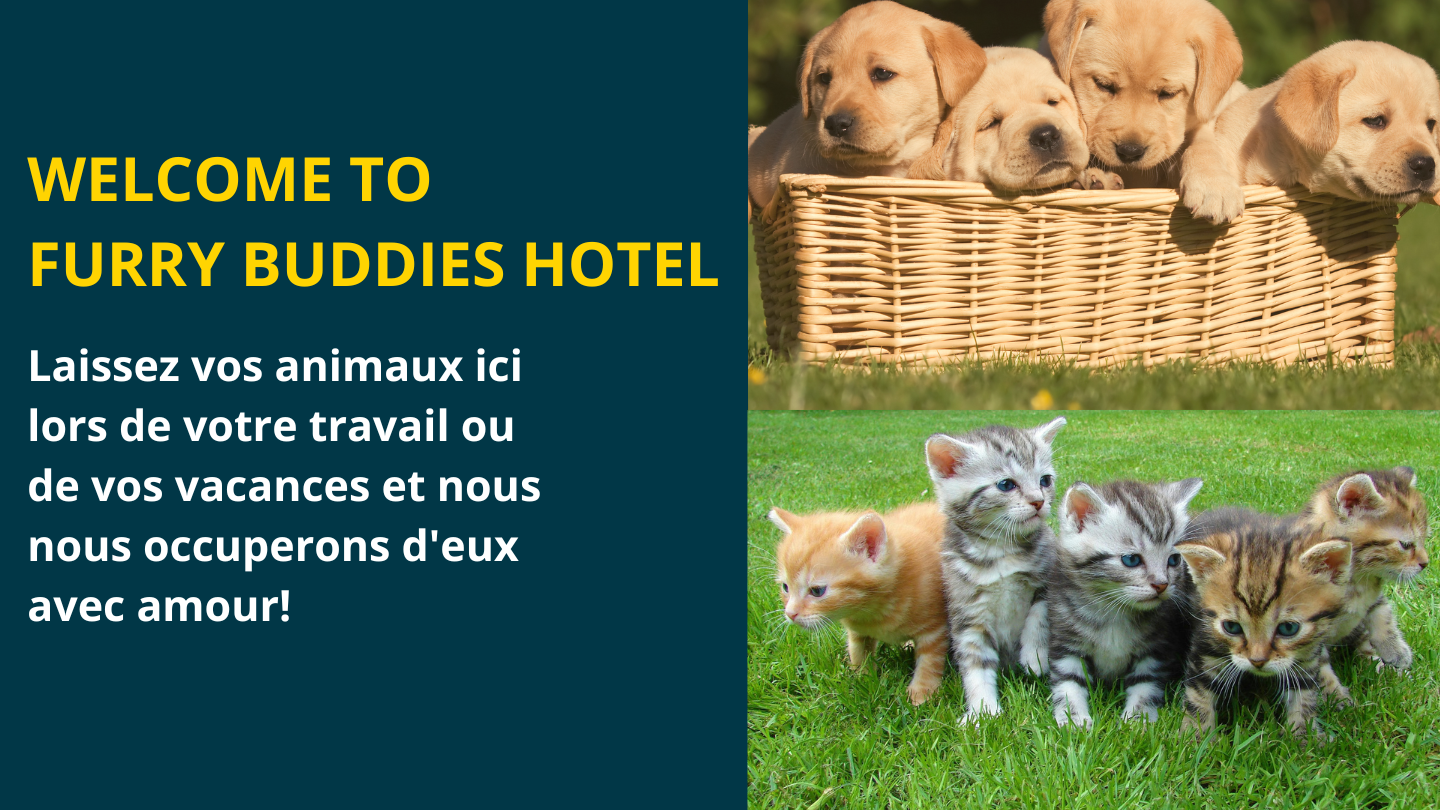 WELCOME TO
FURRY BUDDIES HOTEL
Laissez vos animaux ici
lors de votre travail ou
de vos vacances et nous
nous occuperons d'eux
avec amour!